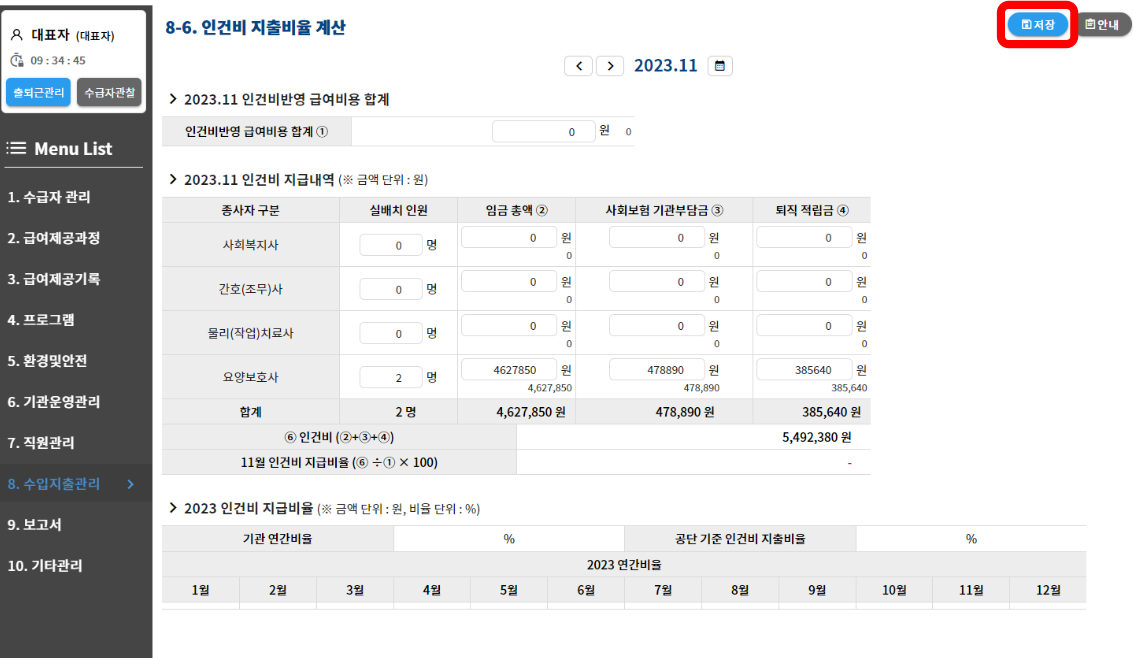 대표자 (대표자)
09 : 34 : 45
출퇴근관리 수급자관찰
Menu List
1. 수급자 관리
2. 급여제공과정
3. 급여제공기록
4. 프로그램
5. 환경및안전
6. 기관운영관리
7. 직원관리
8. 수입지출관리
9. 보고서
10. 기타관리
8-6. 인건비 지출비율 계산
저장 안내
2023.11
2023.11 인건비반영 급여비용 합계
인건비반영 급여비용 합계 ① 0 원 0
2023.11 인건비 지급내역 (※ 금액 단위 : 원)
종사자 구분 실배치 인원 임금 총액 ② 사회보험 기관부담금 ③ 퇴직 적립금 ④
사회복지사 0 명 0 원 0 원 0 원
0 0 0
간호(조무)사 0 명 0 원 0 원 0 원
0 0 0
물리(작업)치료사 0 명 0 원 0 원 0 원
0 0 0
요양보호사 2 명 4627850 원 478890 원 385640 원
4,627,850 478,890 385,640
합계 2 명 4,627,850 원 478,890 원 385,640 원
⑥ 인건비 (②+③+④) 5,492,380 원
11월 인건비 지급비율 (⑥ ÷① × 100) -
2023 인건비 지급비율 (※ 금액 단위 : 원, 비율 단위 : %)
기관 연간비율 % 공단 기준 인건비 지출비율 %
2023 연간비율
1월 2월 3월 4월 5월 6월 7월 8월 9월 10월 11월 12월